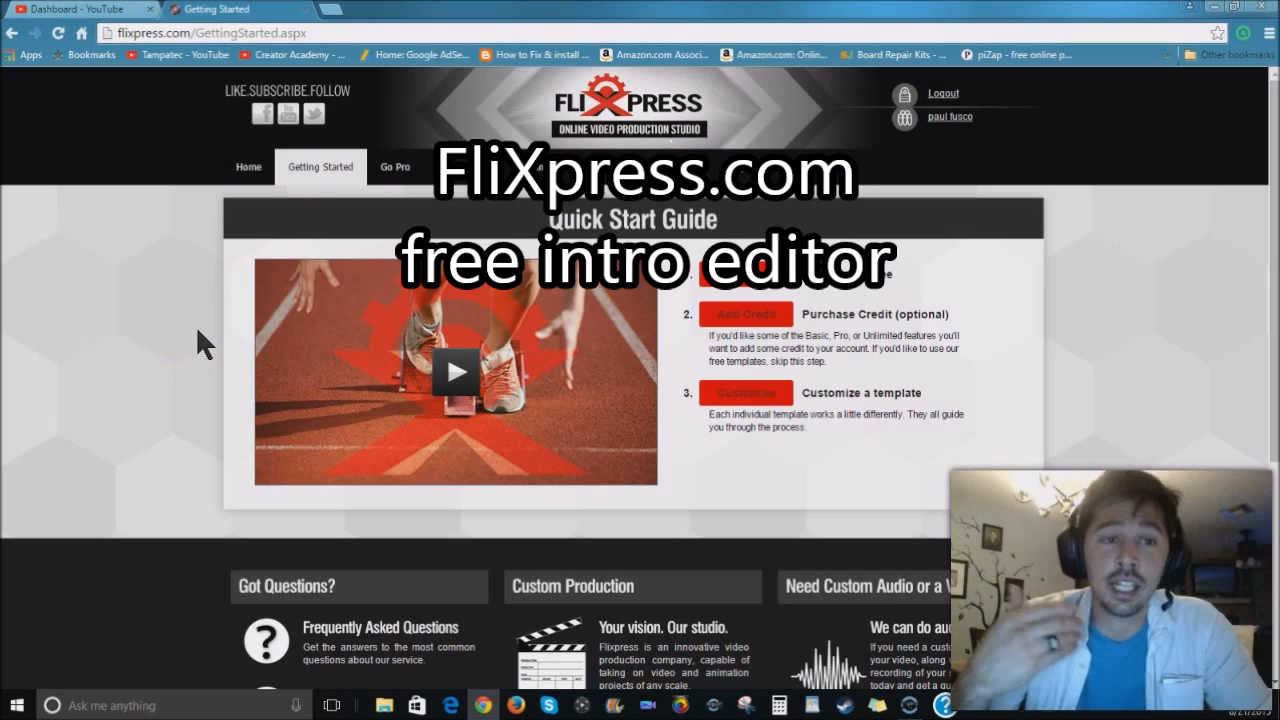 Dashboard - YouTube
Getting Started
flixpress.com/GettingStarted.aspx
Apps
Bookmarks
Tampatec - YouTube
Creator Academy - ...
Home: Google AdSe...
How to Fix & install ...
Amazon.com Associ...
Amazon.com: Onlin...
Board Repair Kits - ...
piZap - free online p...
Other bookmarks
LIKE.SUBSCRIBE.FOLLOW
FLIXPRESS
ONLINE VIDEO PRODUCTION STUDIO
Logout
paul fusco
Home
Getting Started
Go Pro
FliXpress.com
Quick Start Guide
free intro editor
2. Add Credit Purchase Credit (optional)
If you'd like some of the Basic, Pro, or Unlimited features you'll
want to add some credit to your account. If you'd like to use our
free templates, skip this step.
3. Customize Customize a template
Each individual template works a little differently. They all guide
you through the process.
Got Questions?
Frequently Asked Questions
Get the answers to the most common
questions about our service.
Custom Production
Your vision. Our studio.
Flixpress is an innovative video
production company, capable of
taking on video and animation
projects of any scale.
Need Custom Audio or a
We can do au
If you need a custo
your video, along
recording of your
today and get a qu
Ask me anything